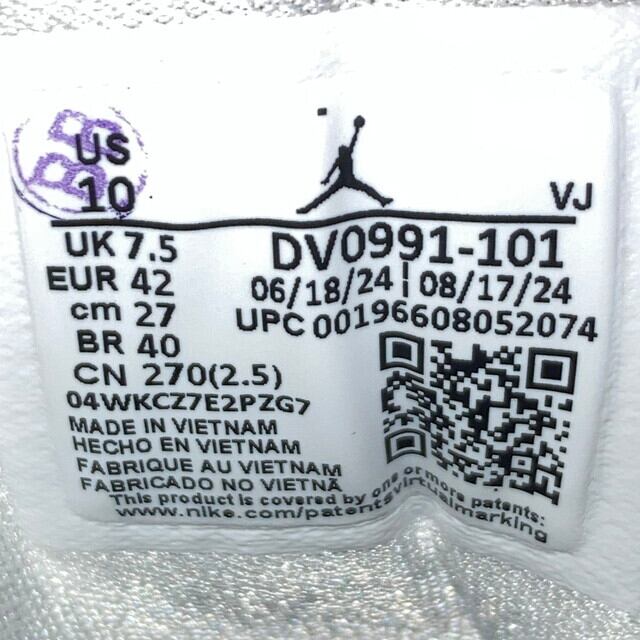 US
10
VJ
UK 7.5
EUR 42
cm 27
BR 40
CN 270(2.5)
04WKCZ7E2PZG7
DV0991-101
06/18/24 | 08/17/24
UPC 00196608052074
MADE IN VIETNAM
HECHO EN VIETNAM
FABRIQUE AU VIETNAM
FABRICADO NO VIETNÃ
This product is covered by one or more patents:
www.nike.com/patentsvirtualmarking